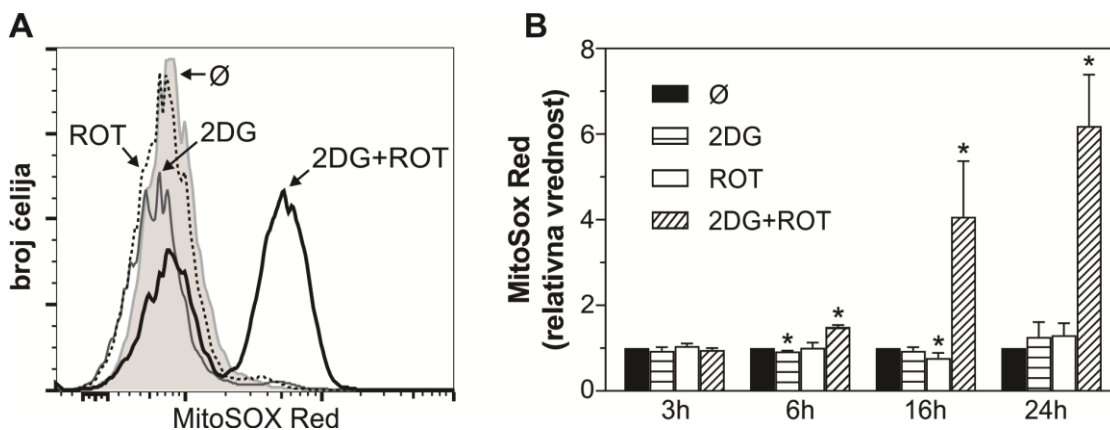 A
broj ćelija
Ø
ROT
2DG
2DG+ROT
MitoSOX Red
B
MitoSox Red
(relativna vrednost)
8
6
4
2
0
Ø
2DG
ROT
2DG+ROT
*
*
*
*
*
3h
6h
16h
24h